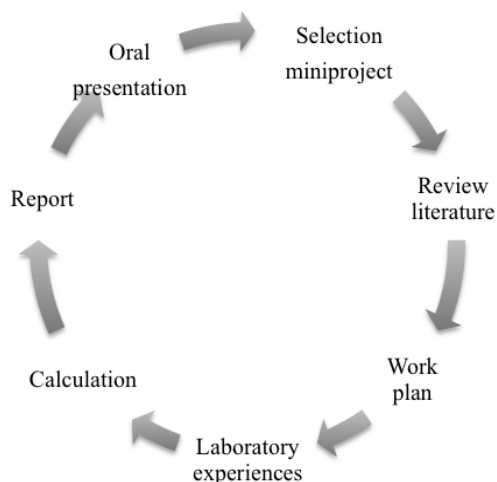 Selection
miniproject
Review
literature
Work
plan
Laboratory
experiences
Calculation
Report
Oral
presentation